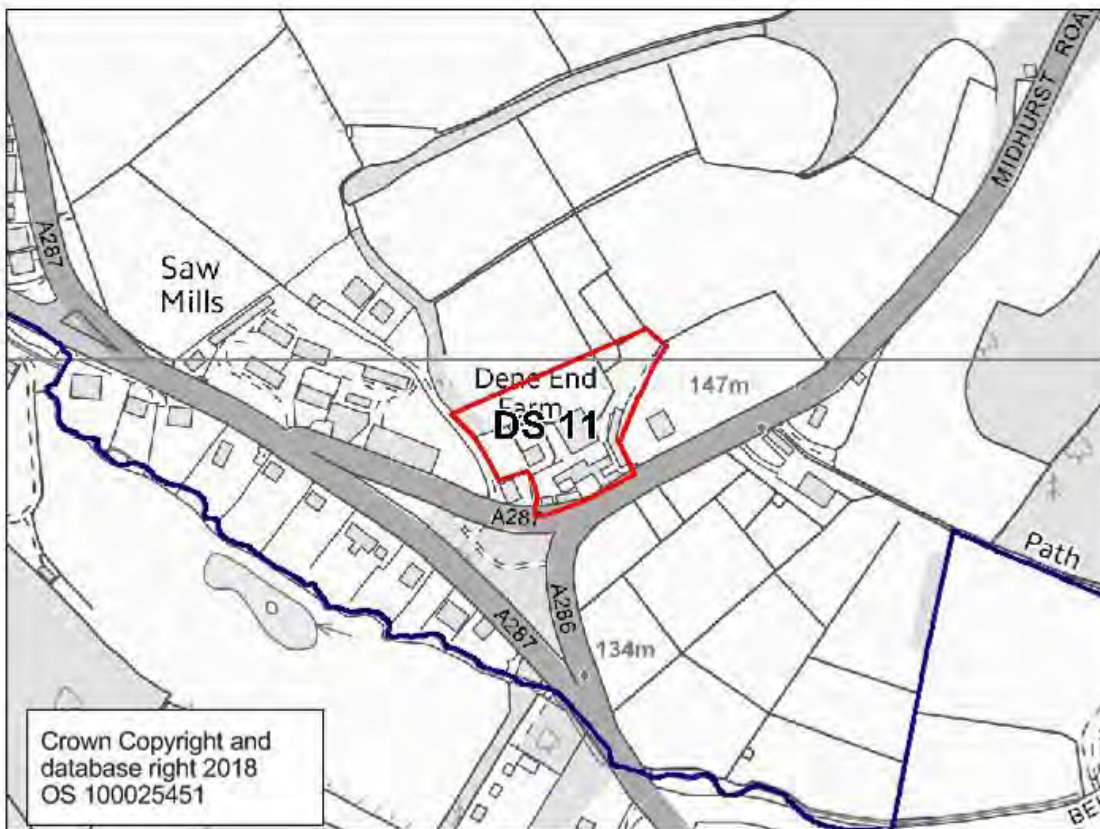 MIDHURST ROA
A287
Saw
Mills
Dene End
Farm
DS 11
147m
A287
A286
A287
134m
Path
Crown Copyright and
database right 2018
OS 100025451